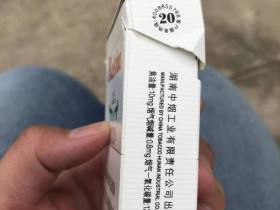 20
湖南中烟工业有限责任公司出
MANUFACTURED BY CHINA TOBACCO HUNAN INDUSTRIAL CO.
焦油量:10mg 烟气烟碱量:0.8mg 烟气一氧化碳量:1